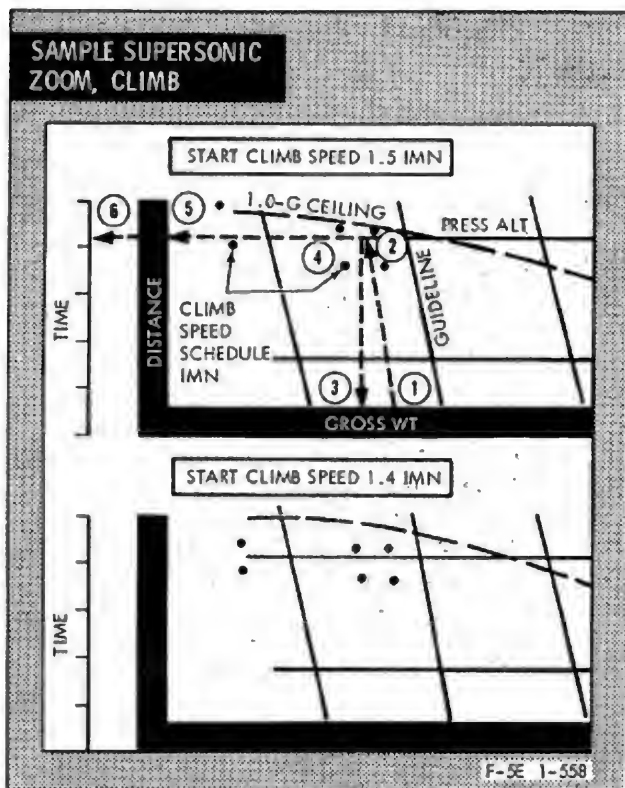 SAMPLE SUPERSONIC
ZOOM, CLIMB
START CLIMB SPEED 1.5 IMN
6
5
1.0-G CEILING
PRESS ALT
2
4
TIME
DISTANCE
CLIMB
SPEED
SCHEDULE
IMN
GUIDELINE
3
1
GROSS WT
START CLIMB SPEED 1.4 IMN
TIME
F-5E 1-558